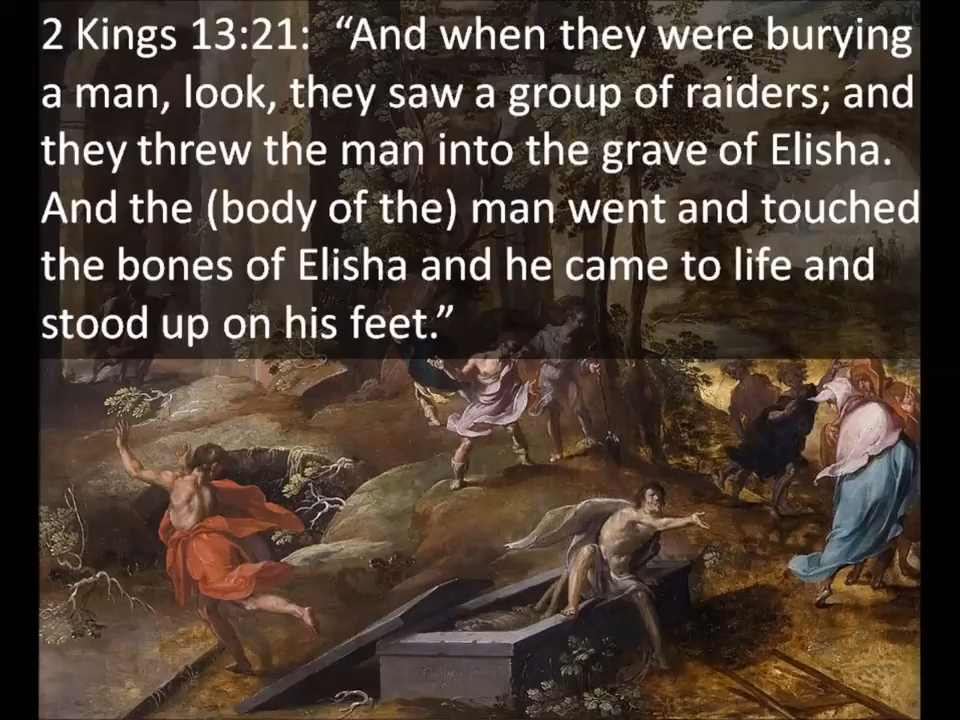 2 Kings 13:21:  “And when they were burying
a man, look, they saw a group of raiders; and
they threw the man into the grave of Elisha.
And the (body of the) man went and touched
the bones of Elisha and he came to life and
stood up on his feet.”